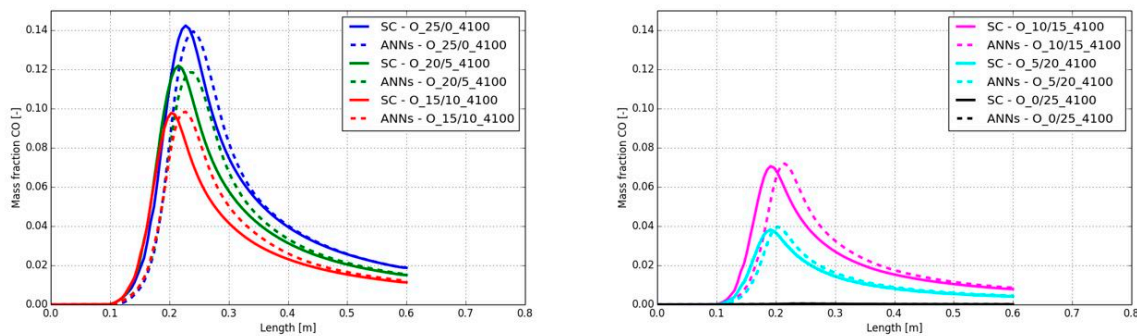 0.14
0.12
0.10
0.08
0.06
0.04
0.02
0.00
Mass fraction CO [-]
0.0 0.1 0.2 0.3 0.4 0.5 0.6 0.7 0.8
Length [m]
SC - O_25/0_4100
ANNs - O_25/0_4100
SC - O_20/5_4100
ANNs - O_20/5_4100
SC - O_15/10_4100
ANNs - O_15/10_4100
0.14
0.12
0.10
0.08
0.06
0.04
0.02
0.00
Mass fraction CO [-]
0.0 0.1 0.2 0.3 0.4 0.5 0.6 0.7 0.8
Length [m]
SC - O_10/15_4100
ANNs - O_10/15_4100
SC - O_5/20_4100
ANNs - O_5/20_4100
SC - O_0/25_4100
ANNs - O_0/25_4100